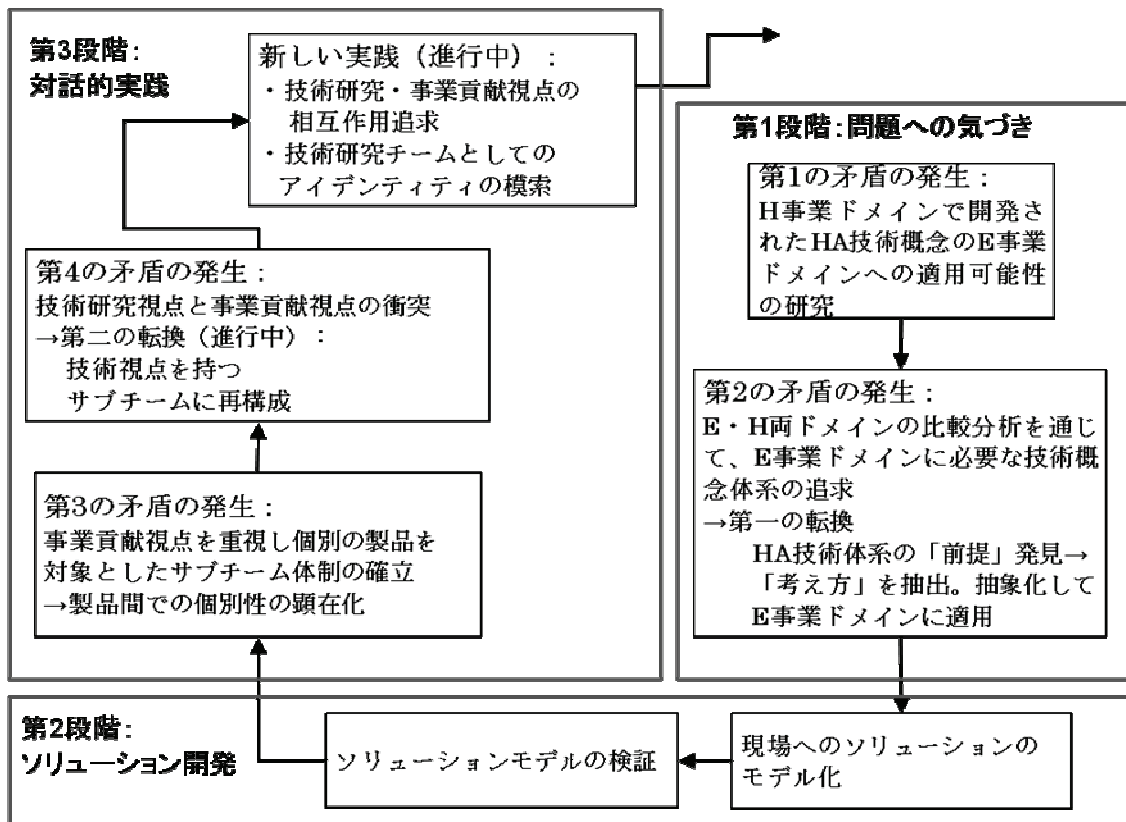 第3段階：
対話的実践
新しい実践（進行中）：
・技術研究・事業貢献視点の
相互作用追求
・技術研究チームとしての
アイデンティティの模索
第4の矛盾の発生：
技術研究視点と事業貢献視点の衝突
→第二の転換（進行中）：
技術視点を持つ
サブチームに再構成
第3の矛盾の発生：
事業貢献視点を重視し個別の製品を
対象としたサブチーム体制の確立
→製品間での個別性の顕在化
第1段階：問題への気づき
第1の矛盾の発生：
H事業ドメインで開発さ
れたHA技術概念のE事業
ドメインへの適用可能性
の研究
第2の矛盾の発生：
E・H両ドメインの比較分析を通じ
て、E事業ドメインに必要な技術概
念体系の追求
→第一の転換
HA技術体系の「前提」発見→
「考え方」を抽出。抽象化して
E事業ドメインに適用
第2段階：
ソリューション開発
ソリューションモデルの検証
現場へのソリューションの
モデル化